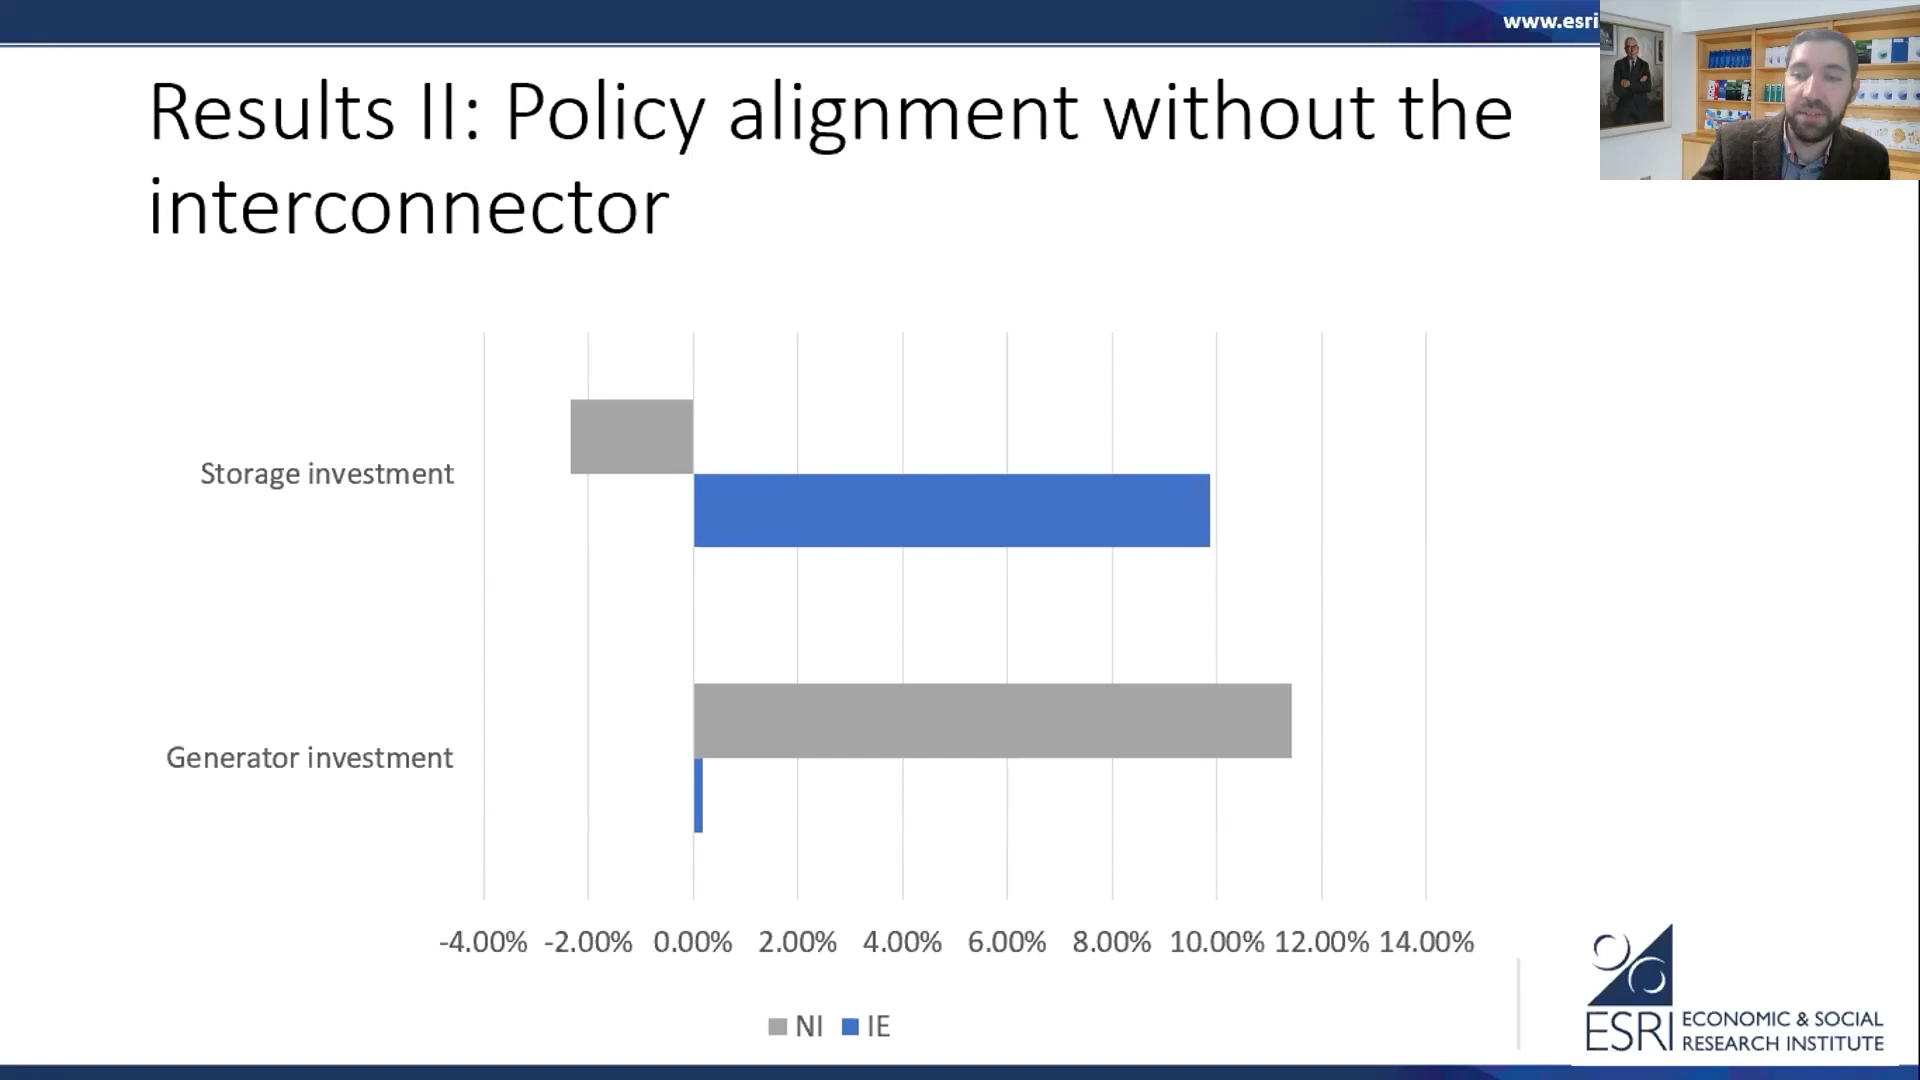 www.esri
Results II: Policy alignment without the
interconnector
Storage investment
Generator investment
-4.00% -2.00% 0.00% 2.00% 4.00% 6.00% 8.00% 10.00% 12.00% 14.00%
NI IE
ESRI
ECONOMIC & SOCIAL
RESEARCH INSTITUTE